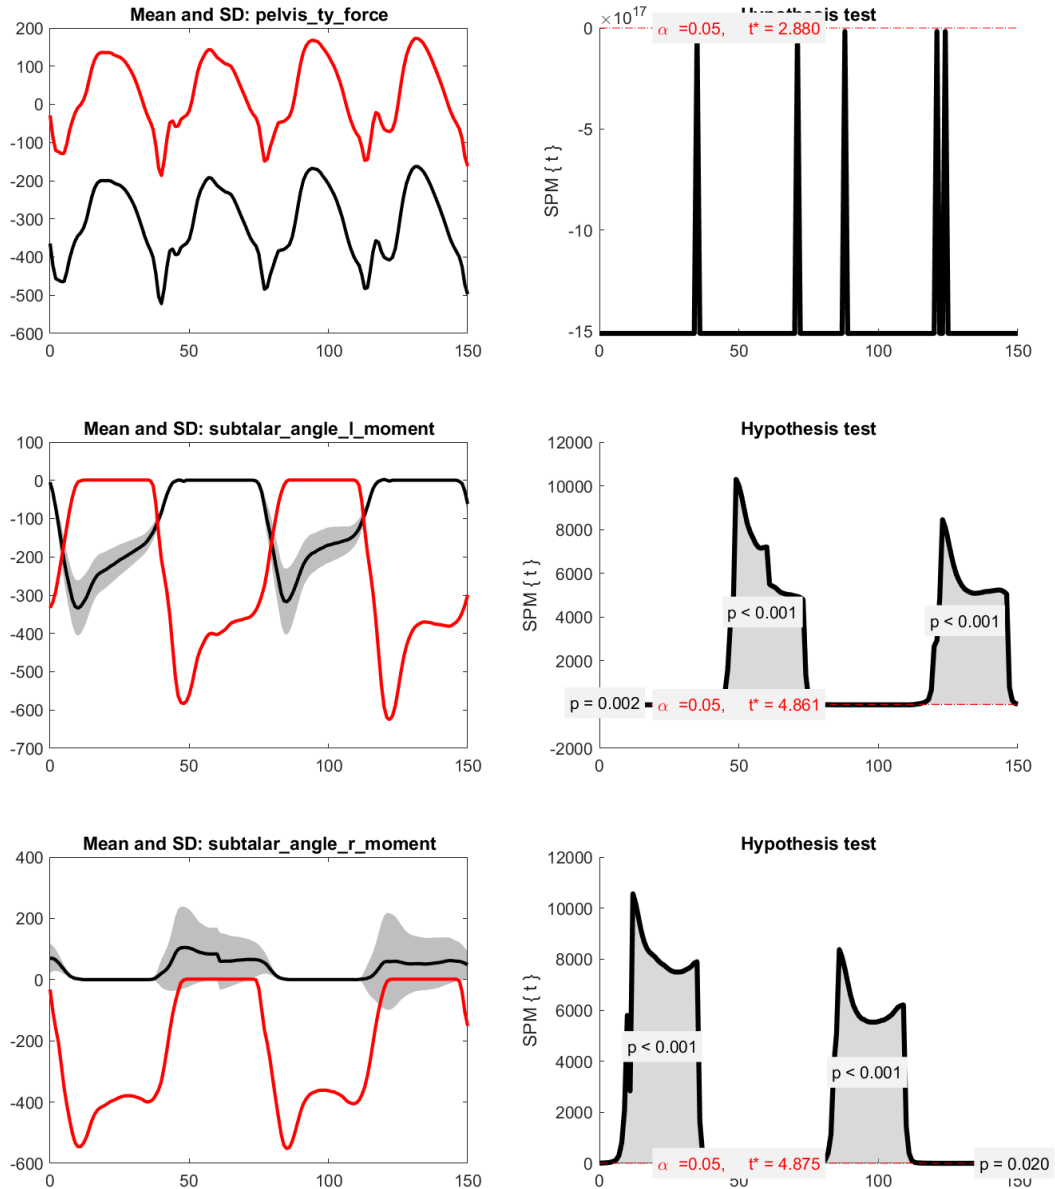 Mean and SD: pelvis_ty_force
200
100
0
-100
-200
-300
-400
-500
-600
0 50 100 150
Hypothesis test
×10^17
α =0.05, t* = 2.880
0
-5
-10
-15
SPM { t }
0 50 100 150
Mean and SD: subtalar_angle_l_moment
100
0
-100
-200
-300
-400
-500
-600
-700
0 50 100 150
Hypothesis test
12000
10000
8000
6000
4000
2000
0
-2000
SPM { t }
p < 0.001
p < 0.001
p = 0.002
α =0.05, t* = 4.861
0 50 100 150
Mean and SD: subtalar_angle_r_moment
400
200
0
-200
-400
-600
0 50 100 150
Hypothesis test
12000
10000
8000
6000
4000
2000
0
SPM { t }
p < 0.001
p < 0.001
α =0.05, t* = 4.875
p = 0.020
0 50 100 150